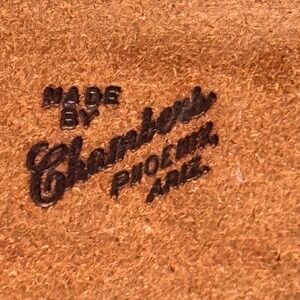 MADE
BY
Chambers
PHOENIX,
ARIZ.